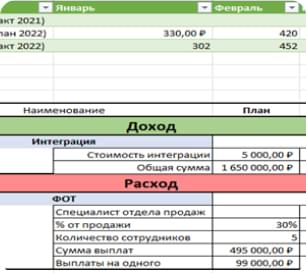 Январь Февраль
акт 2021)
лан 2022) 330,00 ₽ 420
акт 2022) 302 452
Наименование План
Доход
Интеграция
Стоимость интеграции 5 000,00 ₽
Общая сумма 1 650 000,00 ₽
Расход
ФОТ
Специалист отдела продаж
% от продажи 30%
Количество сотрудников 5
Сумма выплат 495 000,00 ₽
Выплаты на одного 99 000,00 ₽